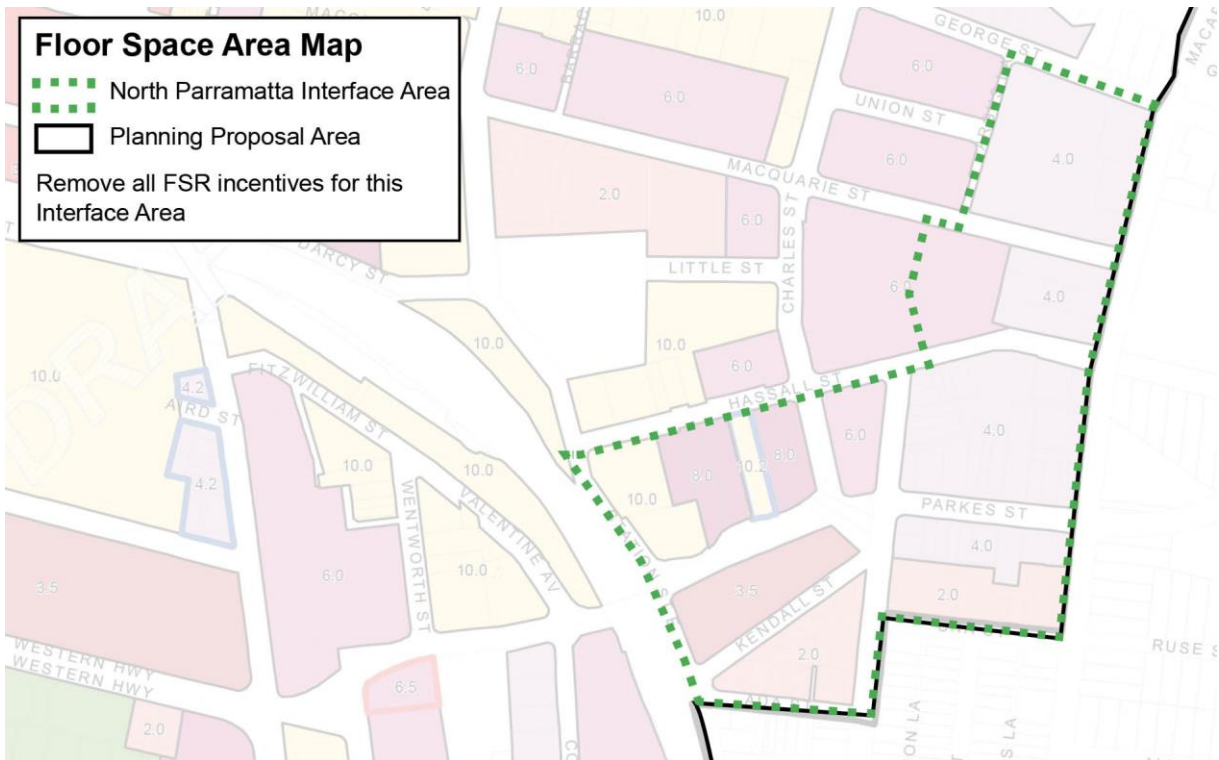 Floor Space Area Map
North Parramatta Interface Area
Planning Proposal Area
Remove all FSR incentives for this
Interface Area
10.0
GEORGE ST
6.0
6.0
6.0
UNION ST
4.0
6.0
MACQUARIE ST
2.0
6.0
CHARLES ST
DARCY ST
LITTLE ST
6.0
4.0
10.0
10.0
6.0
HASSALL ST
10.0
4.2
AIRD ST
FITZWILLIAM ST
4.2
10.0
10.0
VALENTINE AV
WENTWORTH ST
10.0
8.0
10.2
8.0
6.0
4.0
10.0
PARKES ST
4.0
3.5
6.0
3.5
KENDALL ST
2.0
2.0
WESTERN HWY
WESTERN HWY
6.5
2.0
RUSE S
DRA